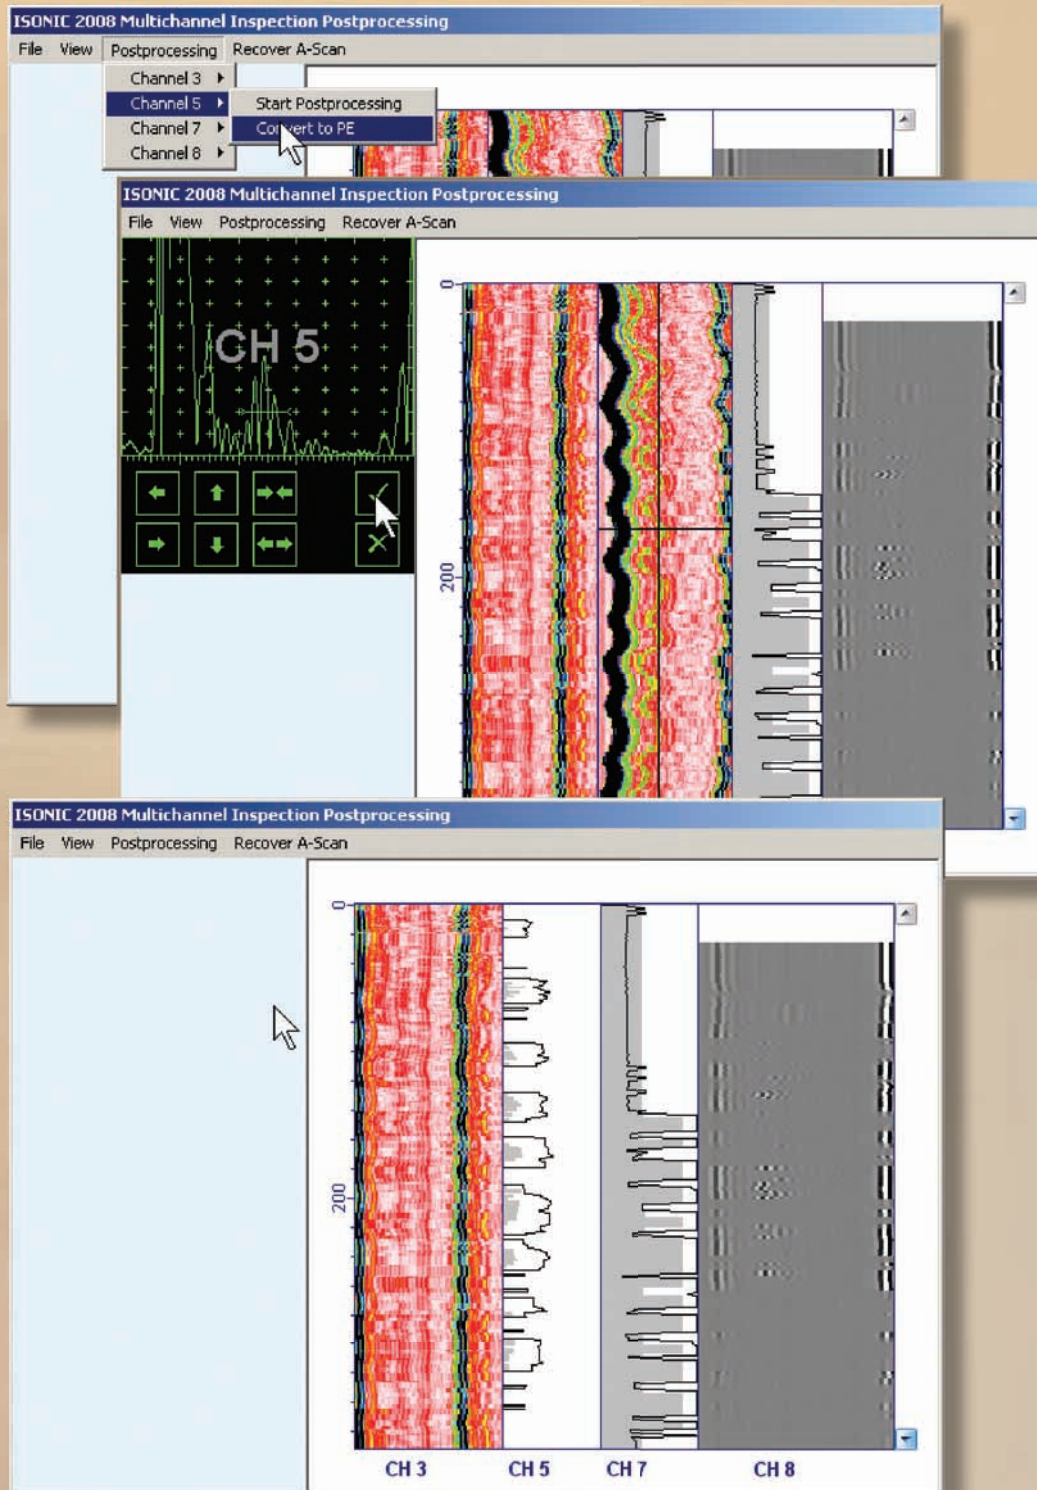 ISONIC 2008 Multichannel Inspection Postprocessing
File View Postprocessing Recover A-Scan
Channel 3
Channel 5
Start Postprocessing
Channel 7
Convert to PE
Channel 8
ISONIC 2008 Multichannel Inspection Postprocessing
File View Postprocessing Recover A-Scan
CH 5
0
200
ISONIC 2008 Multichannel Inspection Postprocessing
File View Postprocessing Recover A-Scan
0
200
CH 3 CH 5 CH 7 CH 8